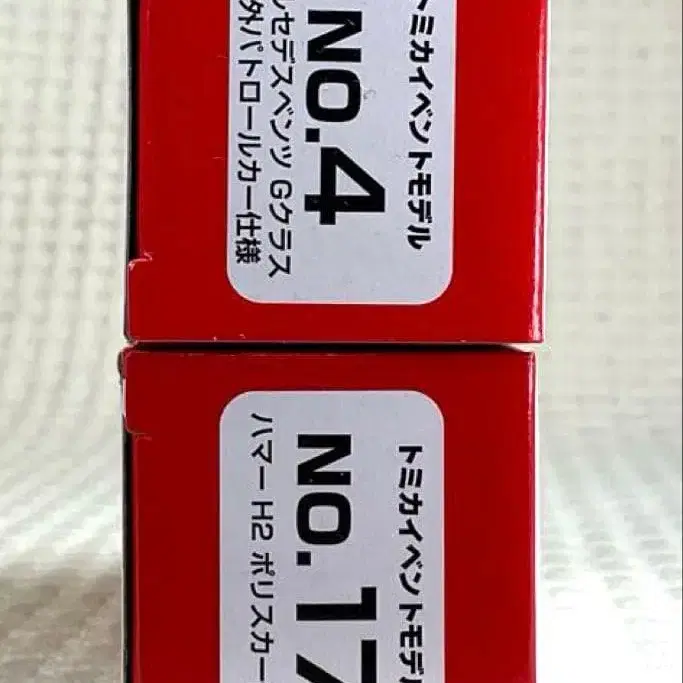 トミカイベントモデル
NO.4
ルセデスベンツ Gクラス
外パトロールカー仕様
トミカイベントモデル
NO.17
ハマー H2 ポリスカー